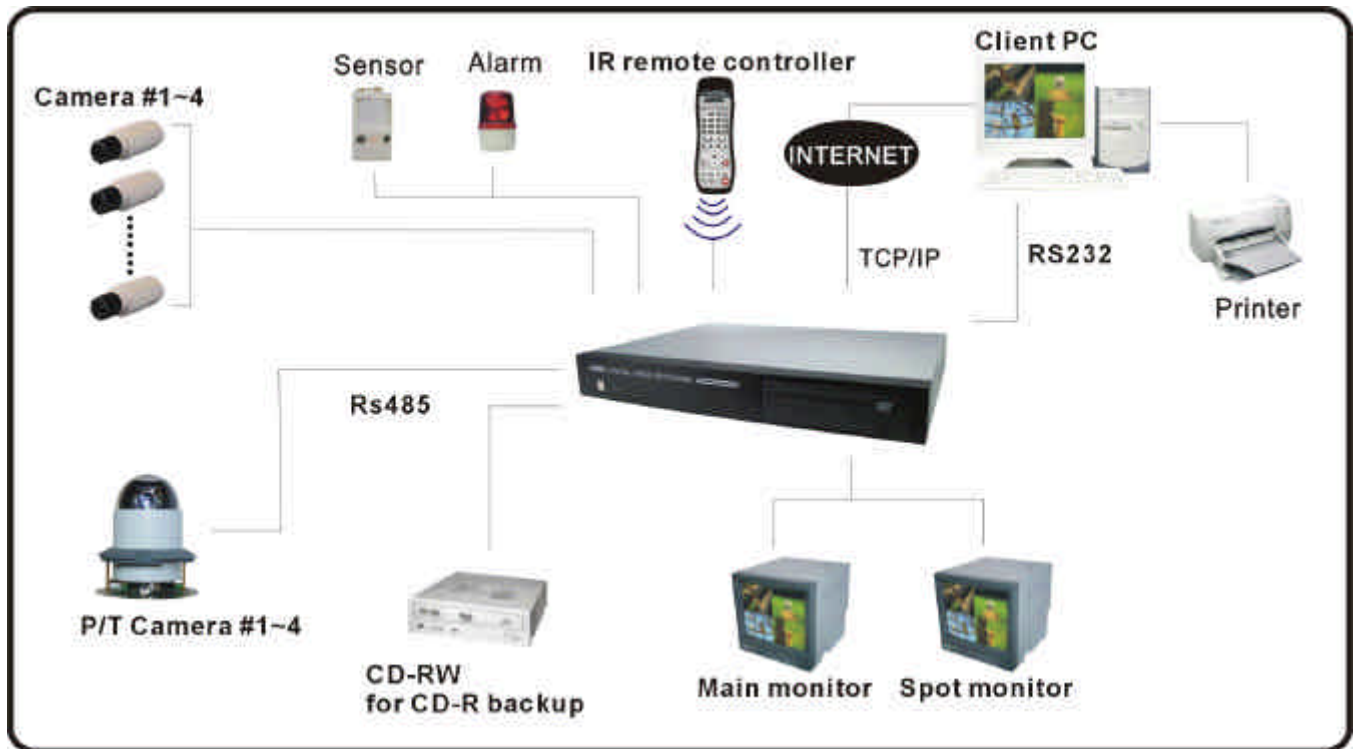 Camera #1~4
Sensor
Alarm
IR remote controller
Client PC
INTERNET
TCP/IP
RS232
Printer
Rs485
P/T Camera #1~4
CD-RW
for CD-R backup
Main monitor
Spot monitor